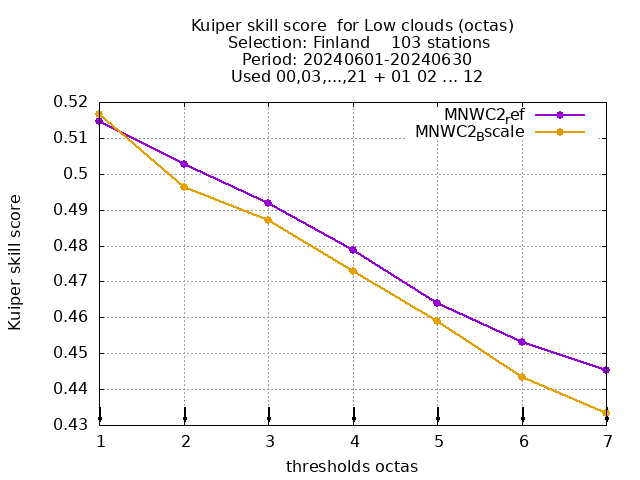 Kuiper skill score  for Low clouds (octas)
Selection: Finland    103 stations
Period: 20240601-20240630
Used 00,03,...,21 + 01 02 ... 12
MNWC2_ref
MNWC2_Bscale
0.52
0.51
0.5
0.49
0.48
0.47
0.46
0.45
0.44
0.43
Kuiper skill score
1 2 3 4 5 6 7
thresholds octas